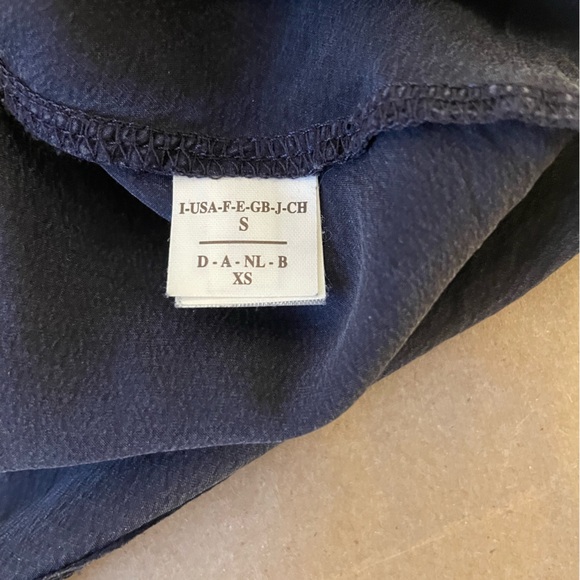 I-USA-F-E-GB-J-CH
S
D - A - NL - B
XS